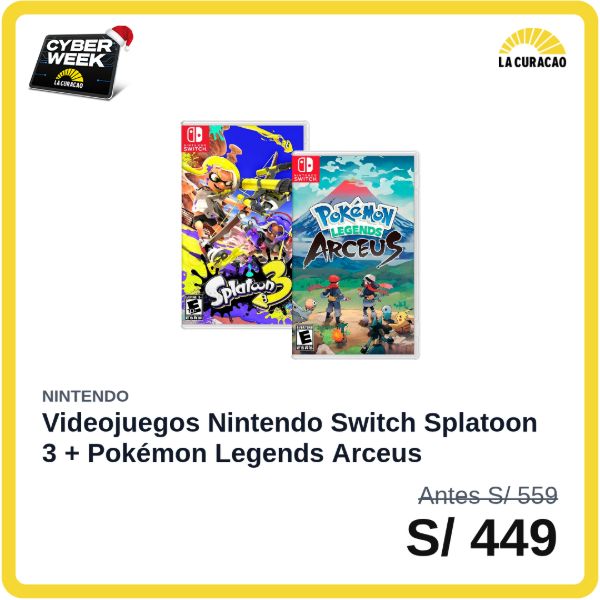 CYBER
WEEK
LA CURACAO
LA CURACAO
NINTENDO
SWITCH
NINTENDO
SWITCH
POKÉMON
LEGENDS
ARCEUS
Splatoon 3
E
E
NINTENDO
Videojuegos Nintendo Switch Splatoon
3 + Pokémon Legends Arceus
Antes S/ 559
S/ 449